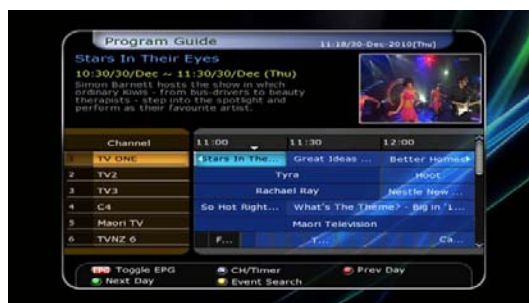 Program Guide
11:18/30-Dec-2010(Thu)
Stars In Their Eyes
10:30/30/Dec ~ 11:30/30/Dec (Thu)
Simon Barnett hosts the show in which
ordinary Kiwis - from bus-drivers to beauty
therapists - step into the spotlight and
perform as their favourite artist.
Channel 11:00 11:30 12:00
1 TV ONE Stars In The... Great Ideas ... Better Homes
2 TV2 Tyra Hoot
3 TV3 Rachael Ray Nestle New ...
4 C4 So Hot Right... What's The Theme? - Big in '1...
5 Maori TV Maori Television
6 TVNZ 6 F... T... Ca...
EPG Toggle EPG CH/Timer Prev Day
Next Day Event Search